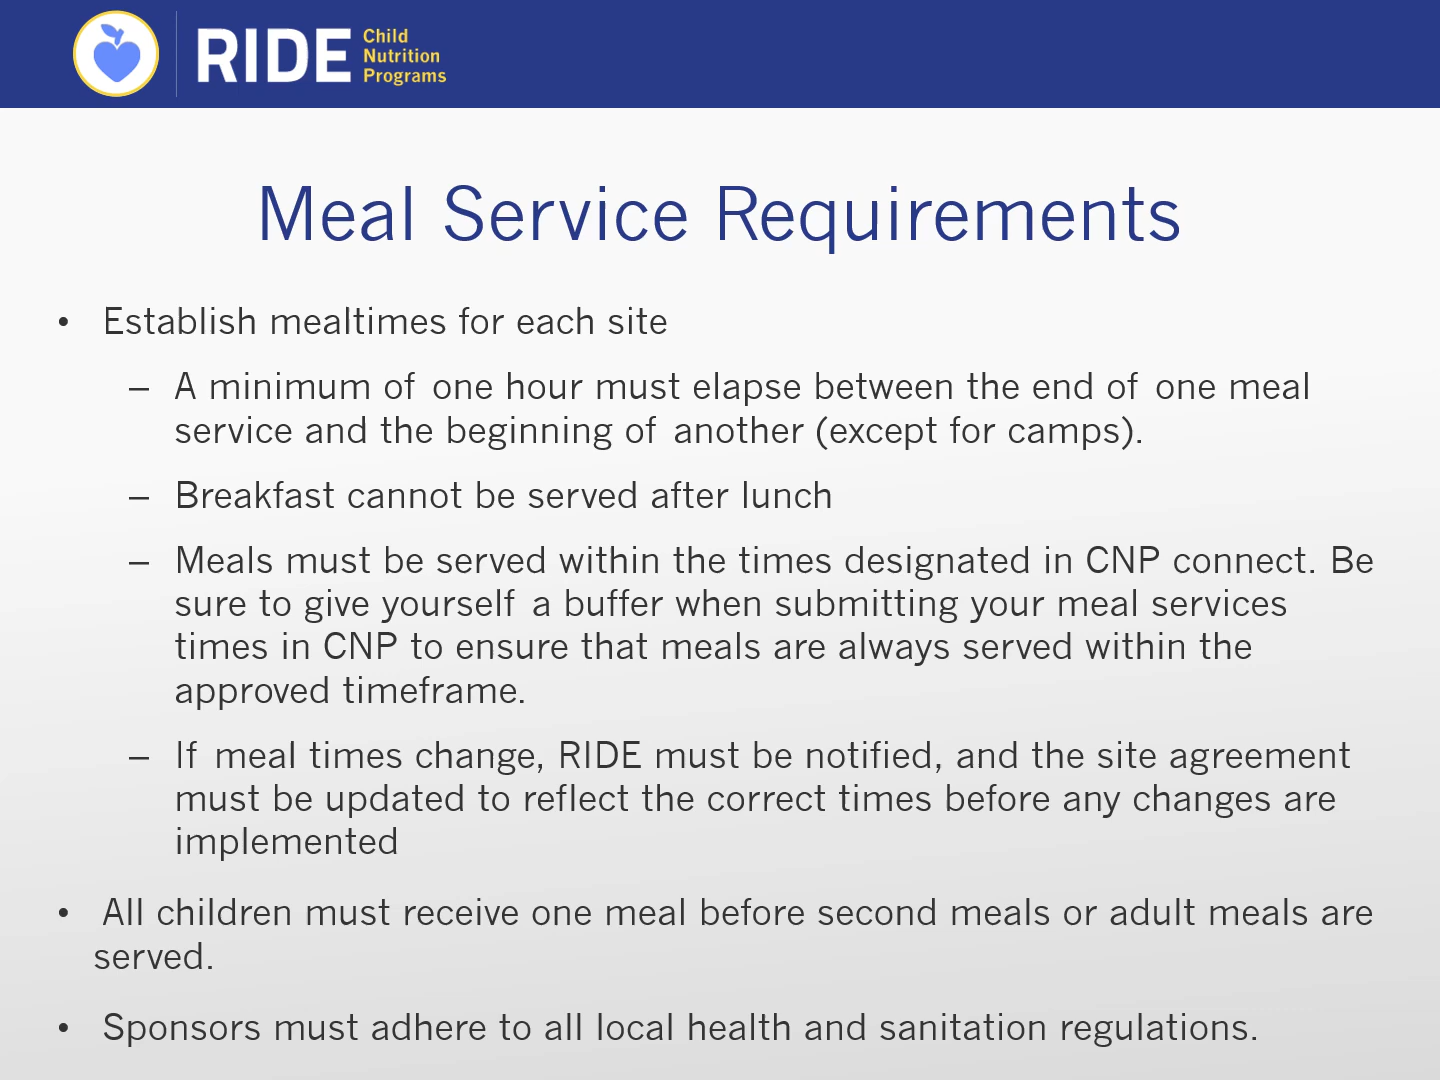 RIDE
Child
Nutrition
Programs
Meal Service Requirements
• Establish mealtimes for each site
– A minimum of one hour must elapse between the end of one meal
service and the beginning of another (except for camps).
– Breakfast cannot be served after lunch
– Meals must be served within the times designated in CNP connect. Be
sure to give yourself a buffer when submitting your meal services
times in CNP to ensure that meals are always served within the
approved timeframe.
– If meal times change, RIDE must be notified, and the site agreement
must be updated to reflect the correct times before any changes are
implemented
• All children must receive one meal before second meals or adult meals are
served.
• Sponsors must adhere to all local health and sanitation regulations.